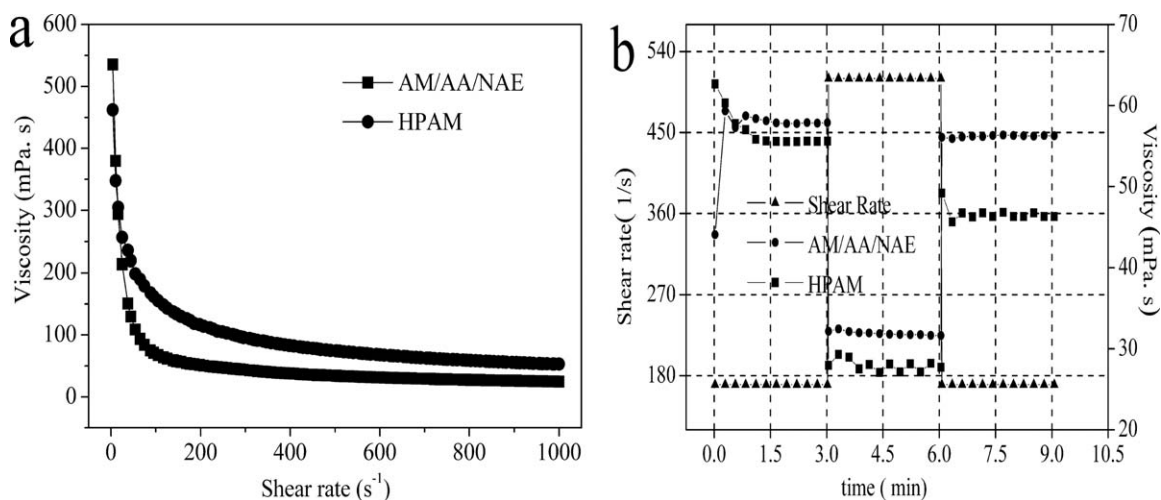 a
600
500
400
300
200
100
0
Viscosity (mPa. s)
AM/AA/NAE
HPAM
0 200 400 600 800 1000
Shear rate (s⁻¹)
b
540
450
360
270
180
Shear rate( 1/s)
Shear Rate
AM/AA/NAE
HPAM
70
60
50
40
30
20
Viscosity (mPa. s)
0.0 1.5 3.0 4.5 6.0 7.5 9.0 10.5
time ( min)